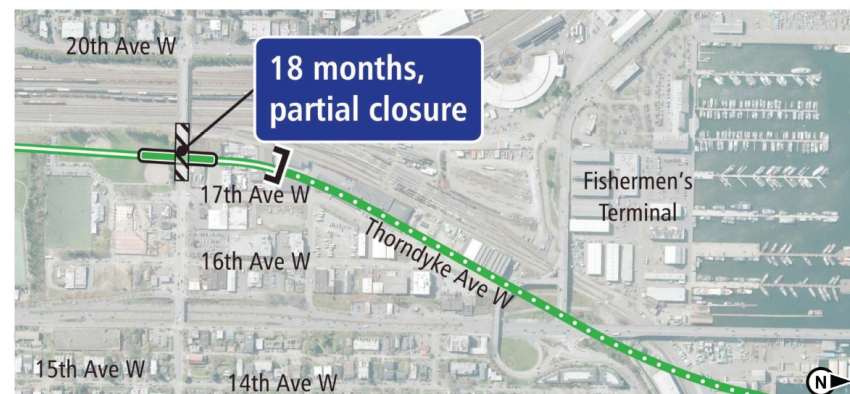 20th Ave W
18 months,
partial closure
17th Ave W
Fishermen's
Terminal
Thorndyke Ave W
16th Ave W
15th Ave W
14th Ave W
N